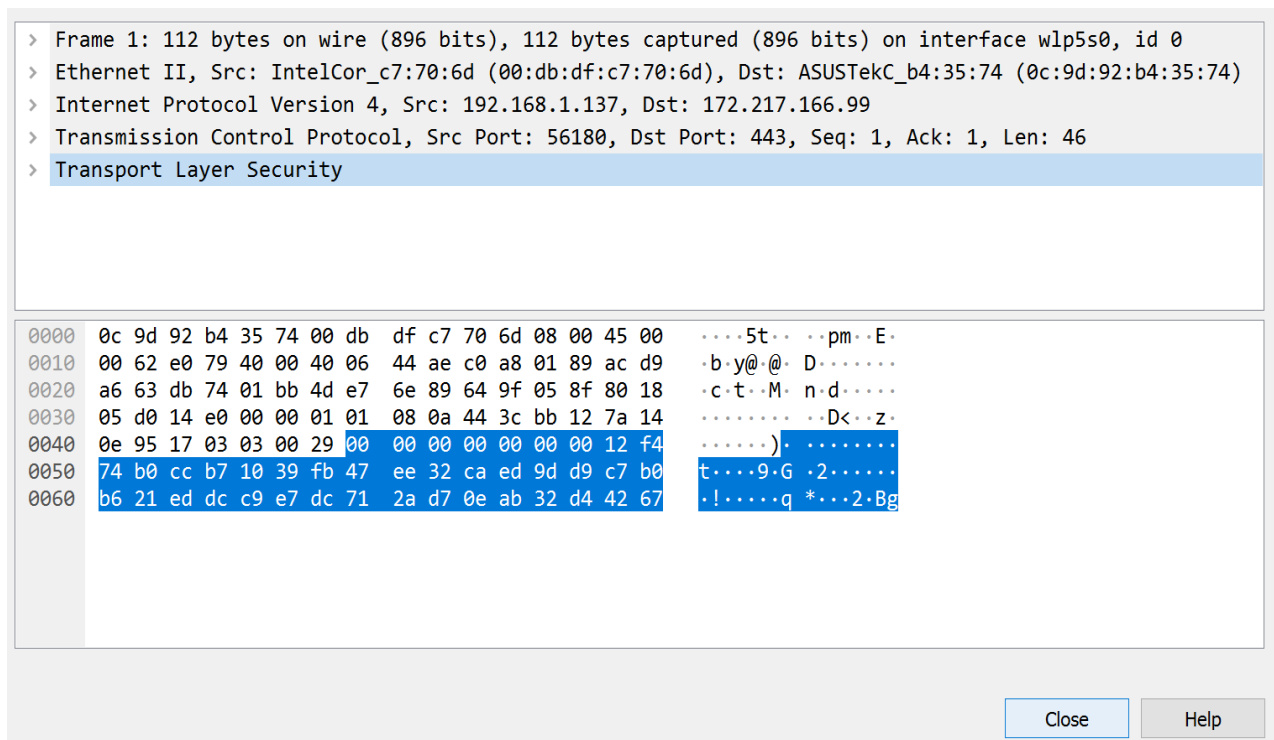 > Frame 1: 112 bytes on wire (896 bits), 112 bytes captured (896 bits) on interface wlp5s0, id 0
> Ethernet II, Src: IntelCor_c7:70:6d (00:db:df:c7:70:6d), Dst: ASUSTekC_b4:35:74 (0c:9d:92:b4:35:74)
> Internet Protocol Version 4, Src: 192.168.1.137, Dst: 172.217.166.99
> Transmission Control Protocol, Src Port: 56180, Dst Port: 443, Seq: 1, Ack: 1, Len: 46
> Transport Layer Security
0000 0c 9d 92 b4 35 74 00 db df c7 70 6d 08 00 45 00 ····5t·· ··pm··E·
0010 00 62 e0 79 40 00 40 06 44 ae c0 a8 01 89 ac d9 ·b·y@·@· D·······
0020 a6 63 db 74 01 bb 4d e7 6e 89 64 9f 05 8f 80 18 ·c·t··M· n·d·····
0030 05 d0 14 e0 00 00 01 01 08 0a 44 3c bb 12 7a 14 ········ ··D<··z·
0040 0e 95 17 03 03 00 29 00 00 00 00 00 00 00 12 f4 ······)· ········
0050 74 b0 cc b7 10 39 fb 47 ee 32 ca ed 9d d9 c7 b0 t····9·G ·2······
0060 b6 21 ed dc c9 e7 dc 71 2a d7 0e ab 32 d4 42 67 ·!·····q *···2·Bg
Close
Help